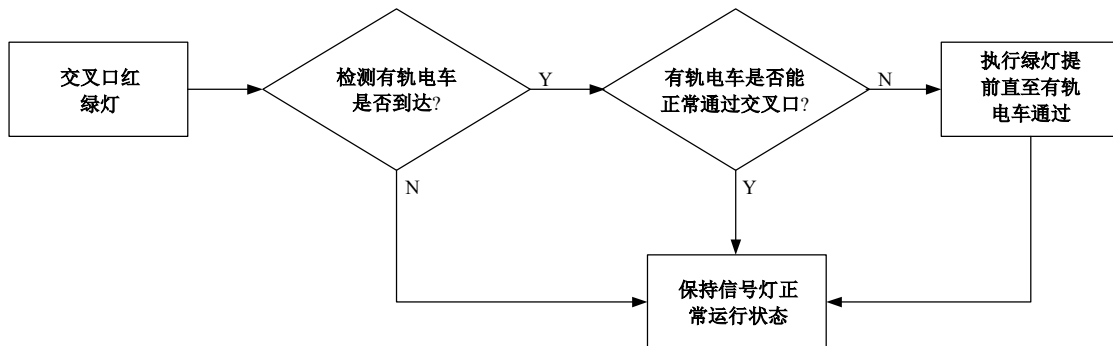 交叉口红
绿灯
检测有轨电车
是否到达?
Y
有轨电车是否能
正常通过交叉口?
N
执行绿灯提
前直至有轨
电车通过
N
Y
保持信号灯正
常运行状态